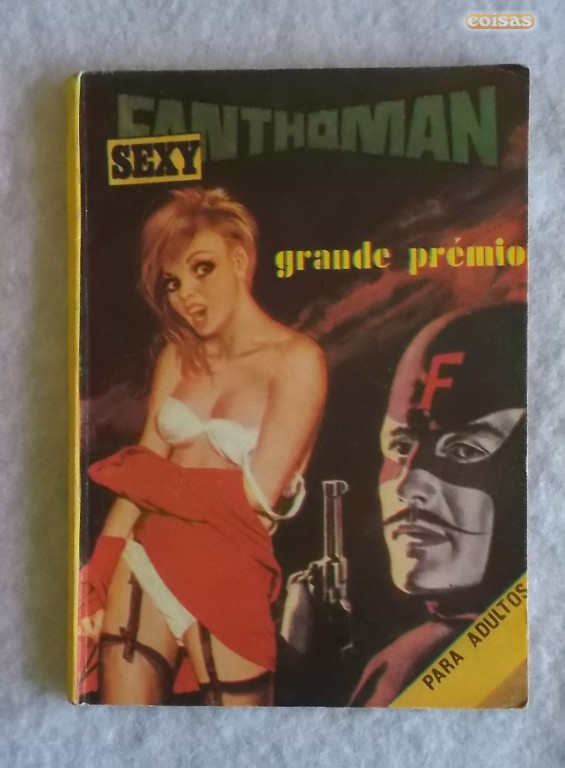 coisas
FANTHOMAN
SEXY
grande prémio
F
PARA ADULTOS